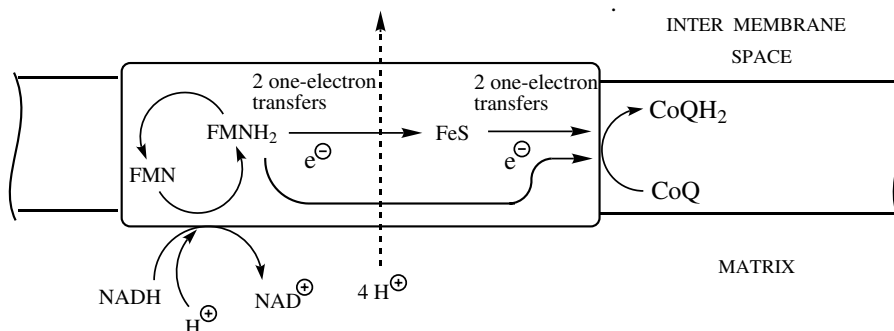 INTER MEMBRANE
SPACE
2 one-electron
transfers
2 one-electron
transfers
CoQH₂
FMNH₂
FeS
e⊖
e⊖
FMN
CoQ
MATRIX
NADH
NAD⊕
4 H⊕
H⊕